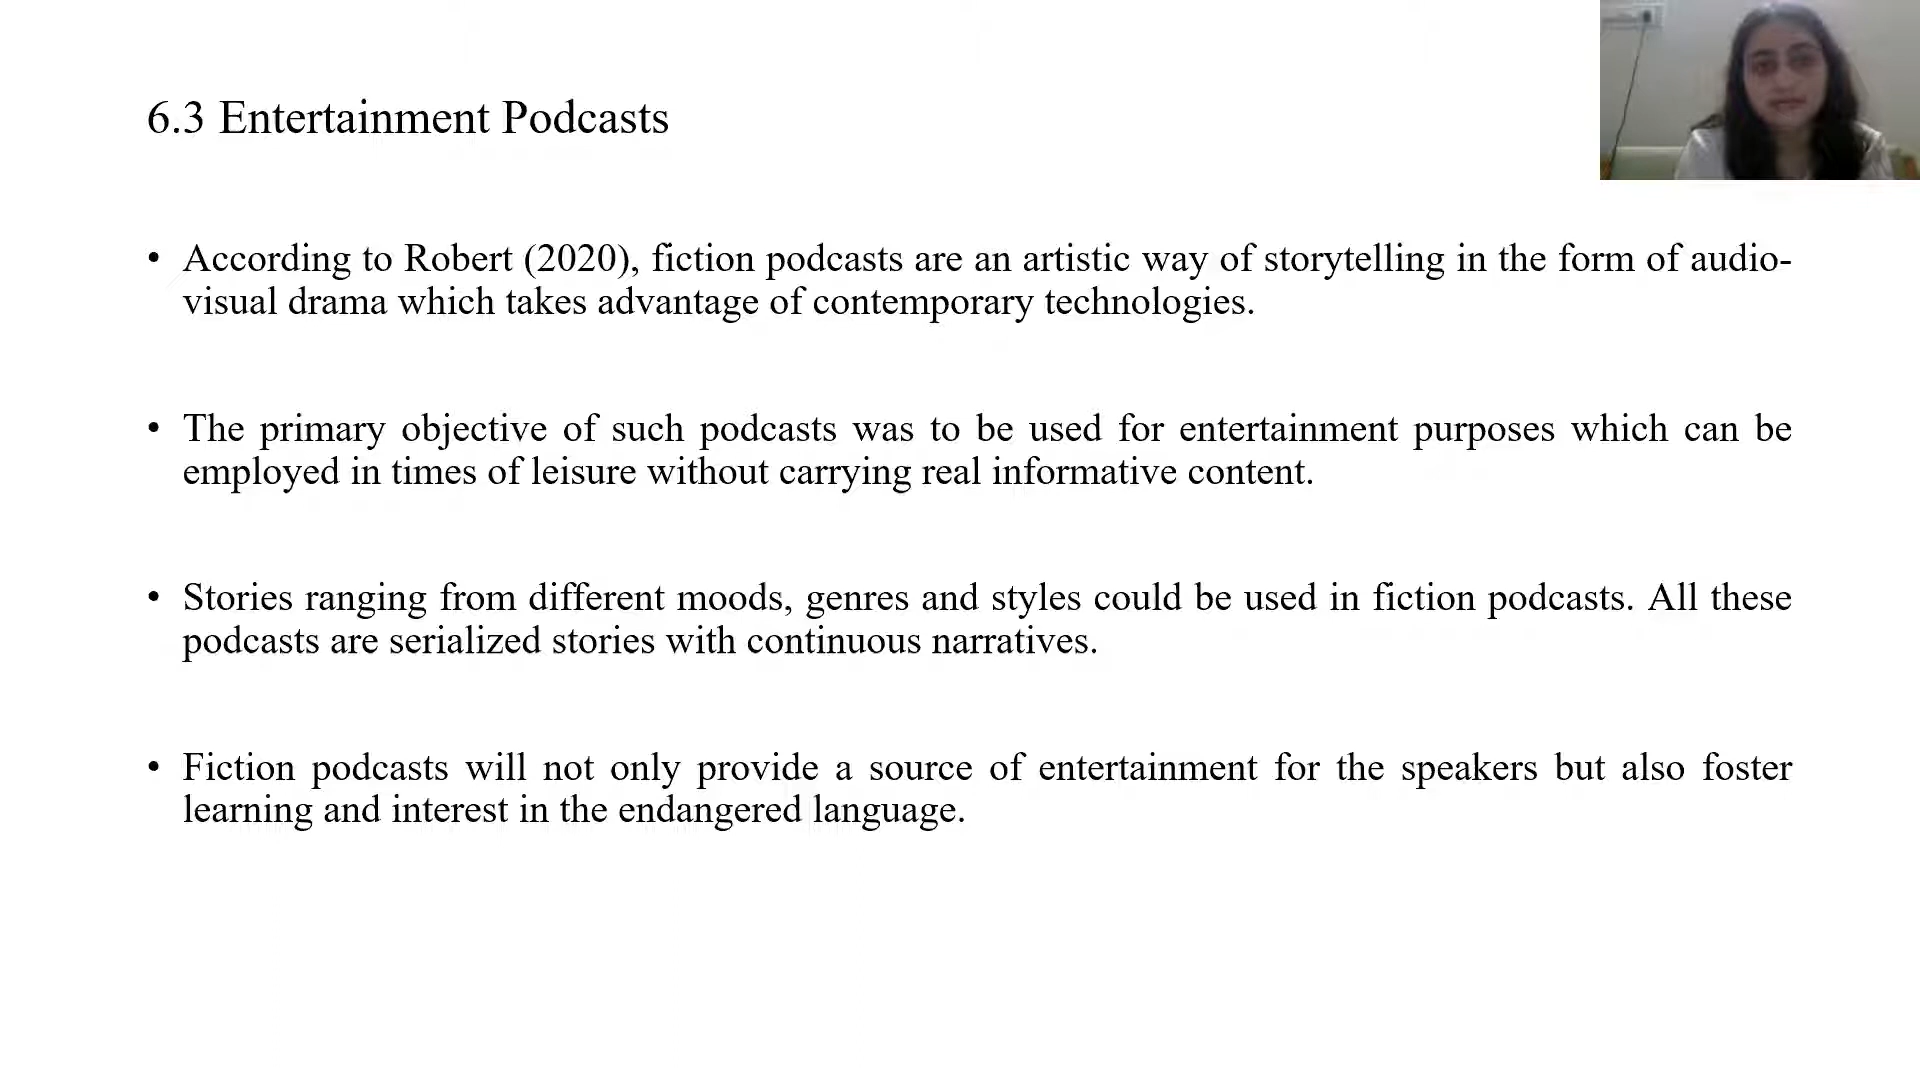 6.3 Entertainment Podcasts
• According to Robert (2020), fiction podcasts are an artistic way of storytelling in the form of audio-
visual drama which takes advantage of contemporary technologies.
• The primary objective of such podcasts was to be used for entertainment purposes which can be
employed in times of leisure without carrying real informative content.
• Stories ranging from different moods, genres and styles could be used in fiction podcasts. All these
podcasts are serialized stories with continuous narratives.
• Fiction podcasts will not only provide a source of entertainment for the speakers but also foster
learning and interest in the endangered language.